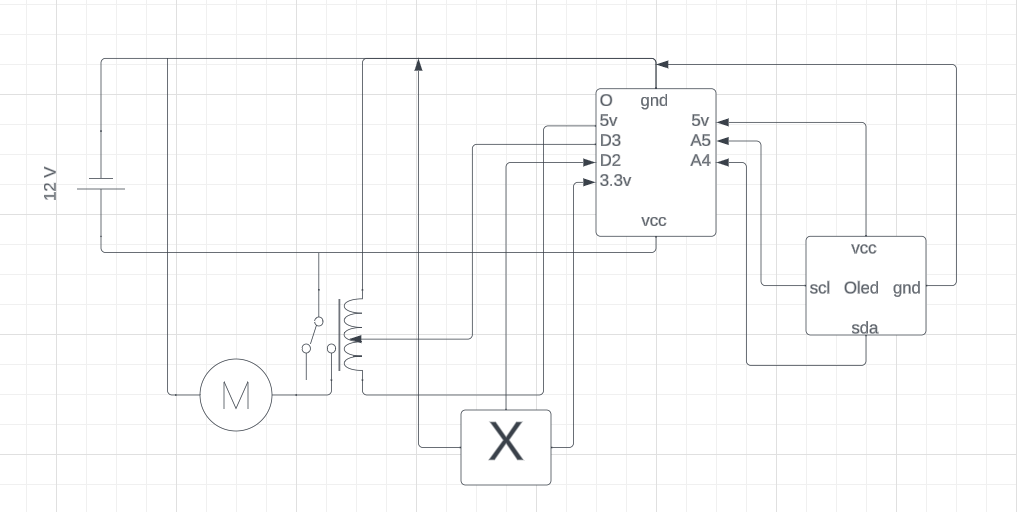 O gnd
5v 5v
D3 A5
D2 A4
3.3v
12 V
vcc
vcc
scl Oled gnd
sda
M
X